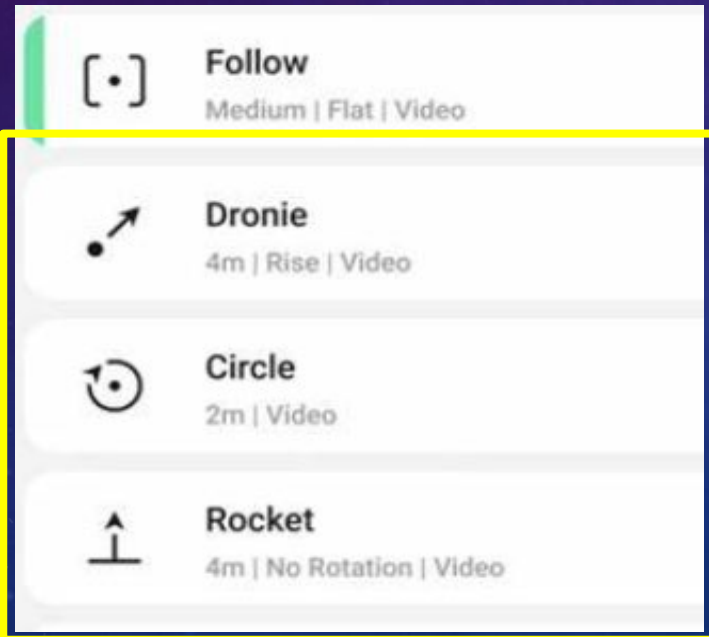 Follow
Medium | Flat | Video
Dronie
4m | Rise | Video
Circle
2m | Video
Rocket
4m | No Rotation | Video